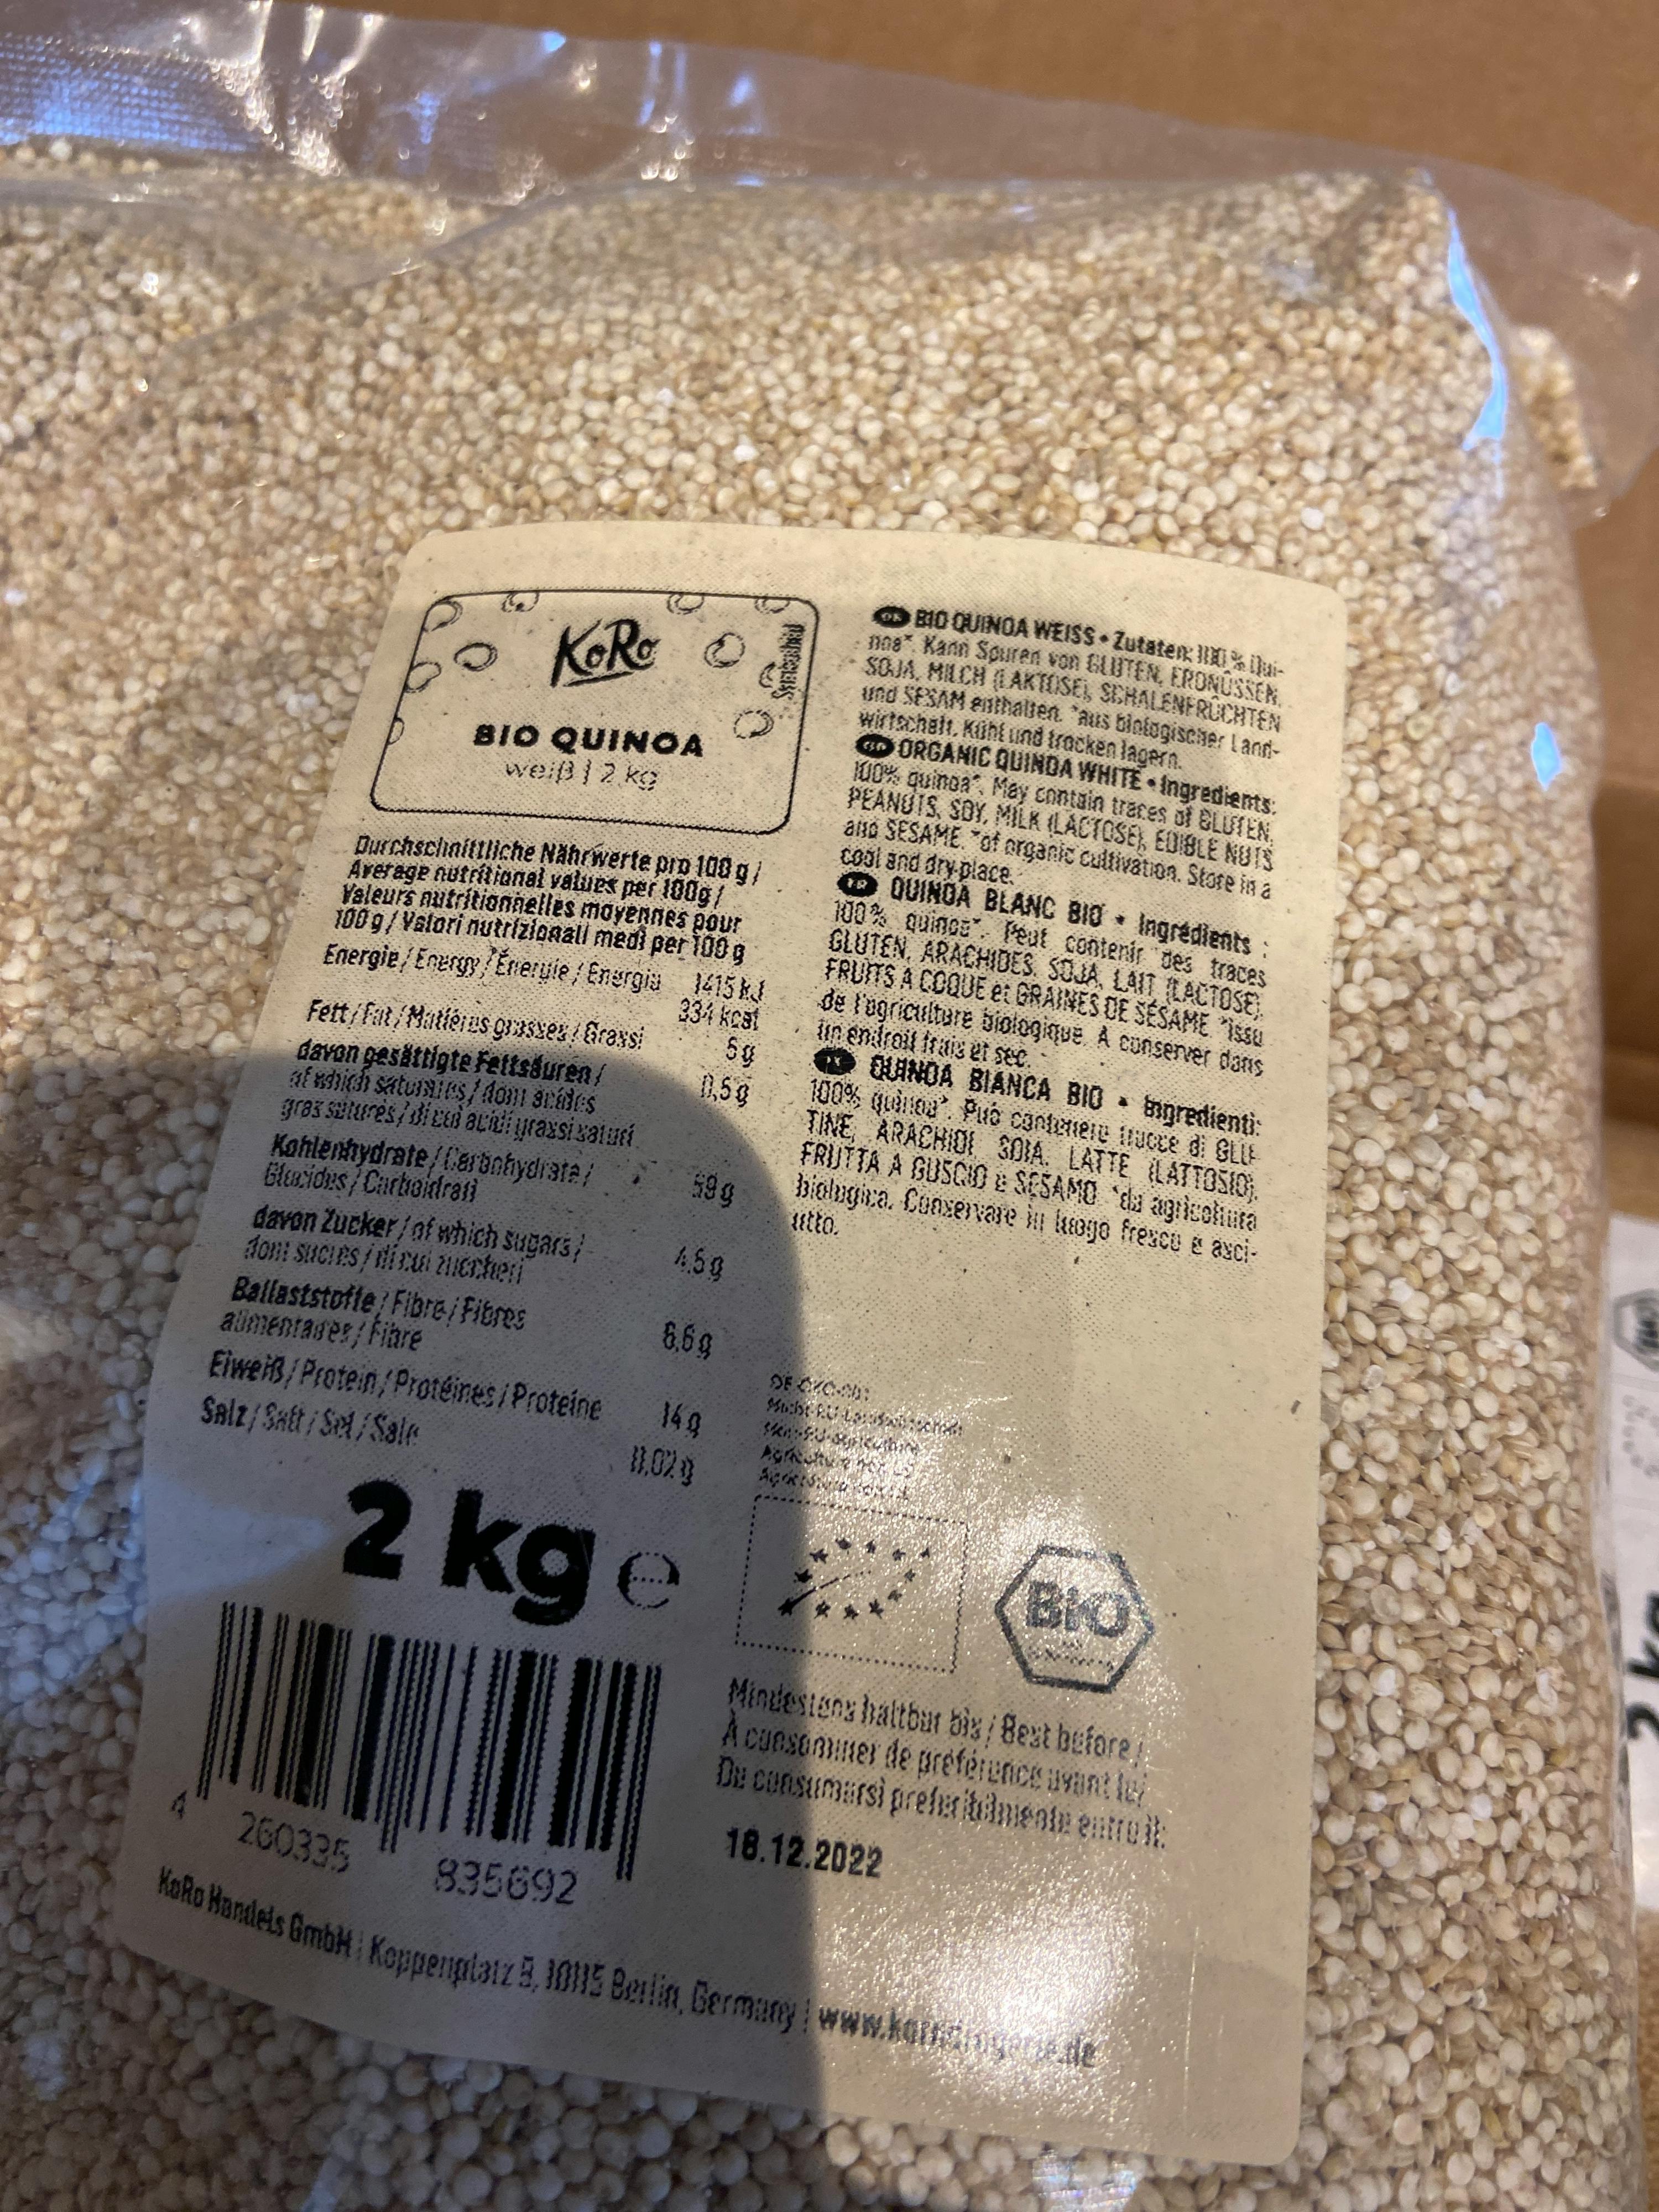 KoRo
BIO QUINOA
weiß | 2 kg
Durchschnittliche Nährwerte pro 100 g /
Average nutritional values per 100g /
Valeurs nutritionnelles moyennes pour
100 g / Valori nutrizionali medi per 100 g
Energie / Energy / Énergie / Energia 1415 kJ
334 kcal
Fett / Fat / Matières grasses / Grassi 5 g
davon gesättigte Fettsäuren /
of which saturates / dont acides
gras saturés / di cui acidi grassi saturi 0,5 g
Kohlenhydrate / Carbohydrate /
Glucides / Carboidrati 59 g
davon Zucker / of which sugars /
dont sucres / di cui zuccheri 4,5 g
Ballaststoffe / Fibre / Fibres
alimentaires / Fibre 6,6 g
Eiweiß / Protein / Protéines / Proteine 14 g
Salz / Salt / Sel / Sale 0,02 g
2 kg e
4 260335 835692
BIO QUINOA WEISS • Zutaten: 100 % Qui-
noa*. Kann Spuren von GLUTEN, ERDNÜSSEN,
SOJA, MILCH (LAKTOSE), SCHALENFRÜCHTEN
und SESAM enthalten. *aus biologischer Land-
wirtschaft. Kühl und trocken lagern.
GB ORGANIC QUINOA WHITE • Ingredients:
100% quinoa*. May contain traces of GLUTEN,
PEANUTS, SOY, MILK (LACTOSE), EDIBLE NUTS
and SESAME. *of organic cultivation. Store in a
cool and dry place.
FR QUINOA BLANC BIO • Ingrédients :
100% quinoa*. Peut contenir des traces
GLUTEN, ARACHIDES, SOJA, LAIT (LACTOSE),
FRUITS À COQUE et GRAINES DE SÉSAME *issu
de l'agriculture biologique. À conserver dans
un endroit frais et sec.
QUINOA BIANCA BIO • Ingredienti:
100% quinoa*. Può contenere tracce di GLU-
TINE, ARACHIDI, SOIA, LATTE (LATTOSIO),
FRUTTA A GUSCIO e SESAMO *da agricoltura
biologica. Conservare in luogo fresco e asci-
utto.
DE-ÖKO-001
BIO
Mindestens haltbar bis / Best before /
À consommer de préférence avant le/
Da consumarsi preferibilmente entro il:
18.12.2022
KoRo Handels GmbH | Koppenplatz 9, 10115 Berlin, Germany | www.korodrogerie.de
2 kg